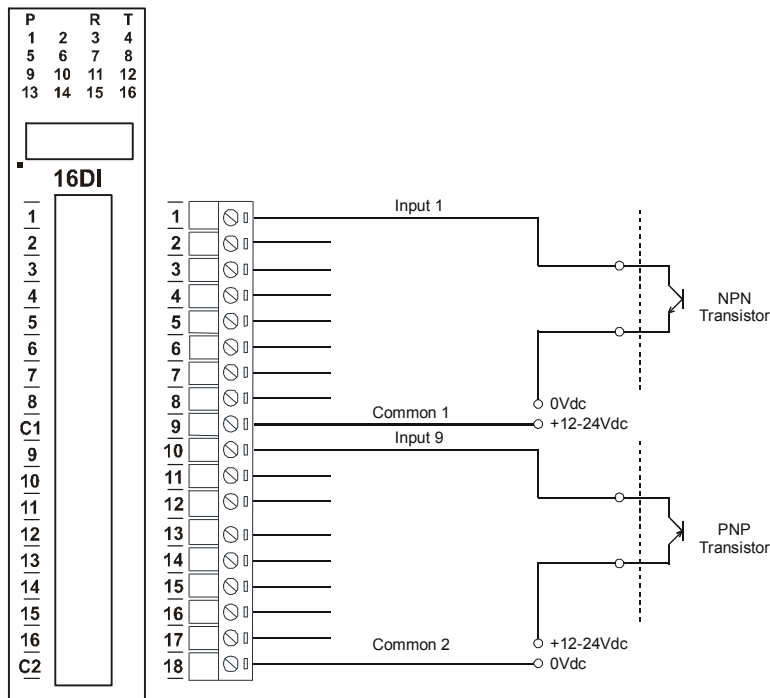 P R T
1 2 3 4
5 6 7 8
9 10 11 12
13 14 15 16
16DI
1
2
3
4
5
6
7
8
C1
9
10
11
12
13
14
15
16
C2
1
2
3
4
5
6
7
8
9
10
11
12
13
14
15
16
17
18
Input 1
NPN
Transistor
0Vdc
Common 1
+12-24Vdc
Input 9
PNP
Transistor
+12-24Vdc
Common 2
0Vdc